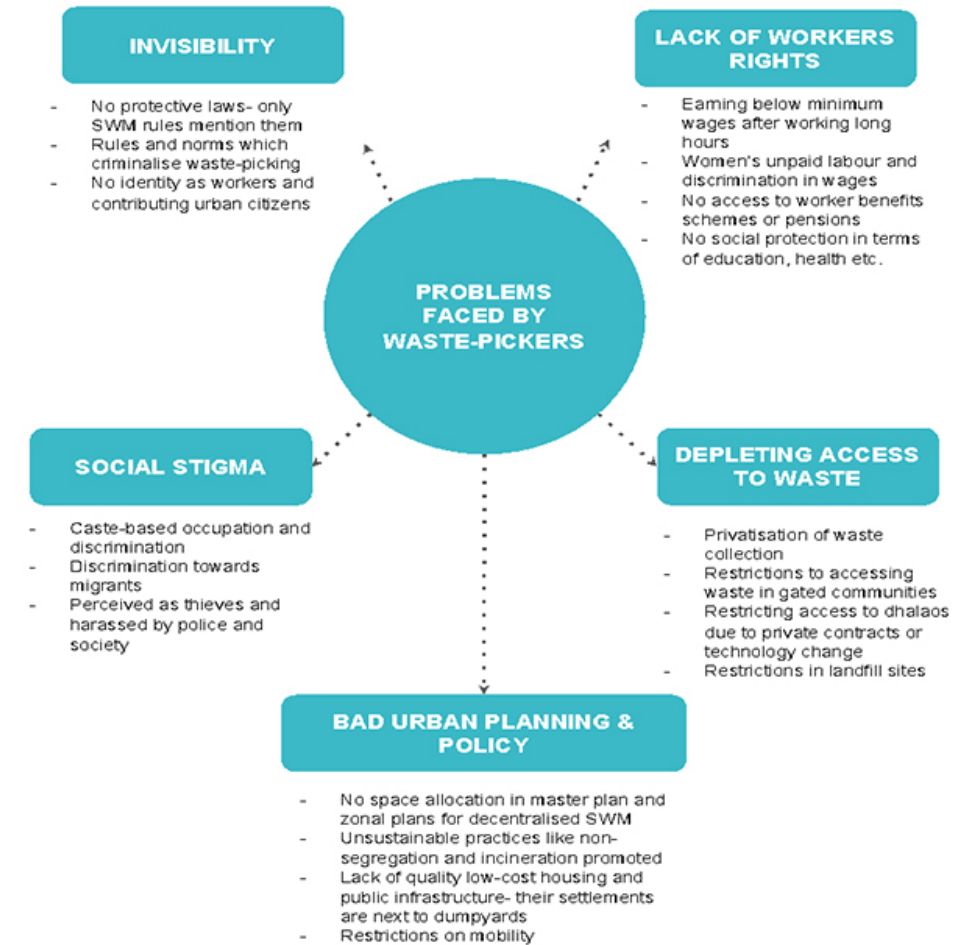 INVISIBILITY
- No protective laws- only
SWM rules mention them
- Rules and norms which
criminalise waste-picking
- No identity as workers and
contributing urban citizens
LACK OF WORKERS
RIGHTS
- Earning below minimum
wages after working long
hours
- Women's unpaid labour and
discrimination in wages
- No access to worker benefits
schemes or pensions
- No social protection in terms
of education, health etc.
PROBLEMS
FACED BY
WASTE-PICKERS
SOCIAL STIGMA
- Caste-based occupation and
discrimination
- Discrimination towards
migrants
- Perceived as thieves and
harassed by police and
society
DEPLETING ACCESS
TO WASTE
- Privatisation of waste
collection
- Restrictions to accessing
waste in gated communities
- Restricting access to dhalaos
due to private contracts or
technology change
- Restrictions in landfill sites
BAD URBAN PLANNING &
POLICY
- No space allocation in master plan and
zonal plans for decentralised SWM
- Unsustainable practices like non-
segregation and incineration promoted
- Lack of quality low-cost housing and
public infrastructure- their settlements
are next to dumpyards
- Restrictions on mobility